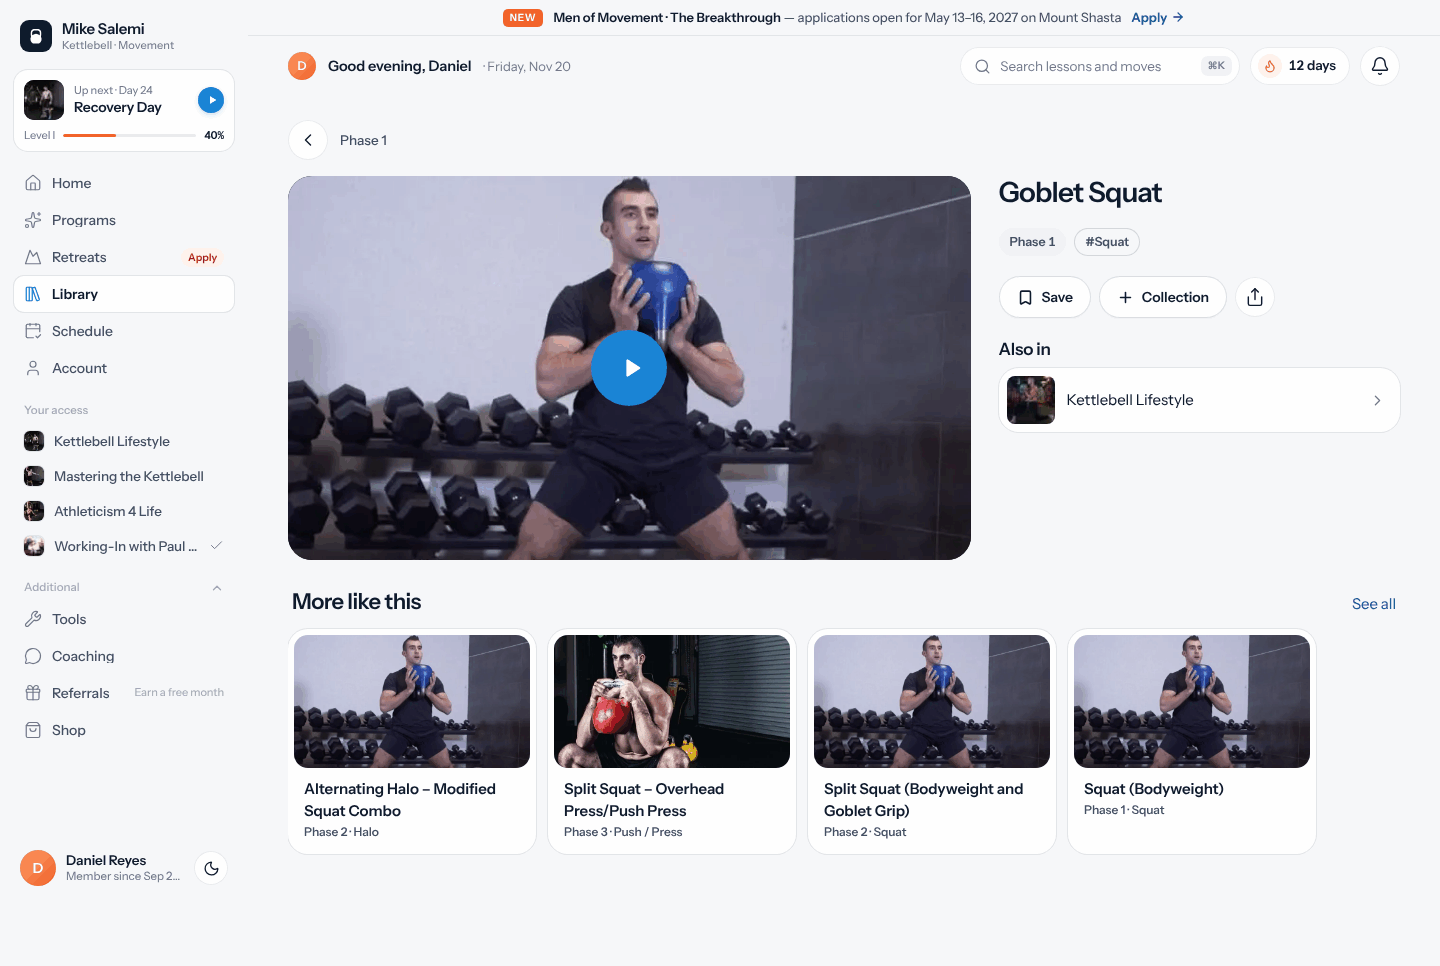 NEW Men of Movement · The Breakthrough — applications open for May 13–16, 2027 on Mount Shasta Apply
Mike Salemi
Kettlebell · Movement
Up next · Day 24
Recovery Day
Level I
40%
Home
Programs
Retreats
Apply
Library
Schedule
Account
Your access
Kettlebell Lifestyle
Mastering the Kettlebell
Athleticism 4 Life
Working-In with Paul ...
Additional
Tools
Coaching
Referrals
Earn a free month
Shop
D
Daniel Reyes
Member since Sep 2...
D
Good evening, Daniel · Friday, Nov 20
Search lessons and moves
⌘K
12 days
Phase 1
Goblet Squat
Phase 1
#Squat
Save
Collection
Also in
Kettlebell Lifestyle
More like this
See all
Alternating Halo – Modified
Squat Combo
Phase 2 · Halo
Split Squat – Overhead
Press/Push Press
Phase 3 · Push / Press
Split Squat (Bodyweight and
Goblet Grip)
Phase 2 · Squat
Squat (Bodyweight)
Phase 1 · Squat